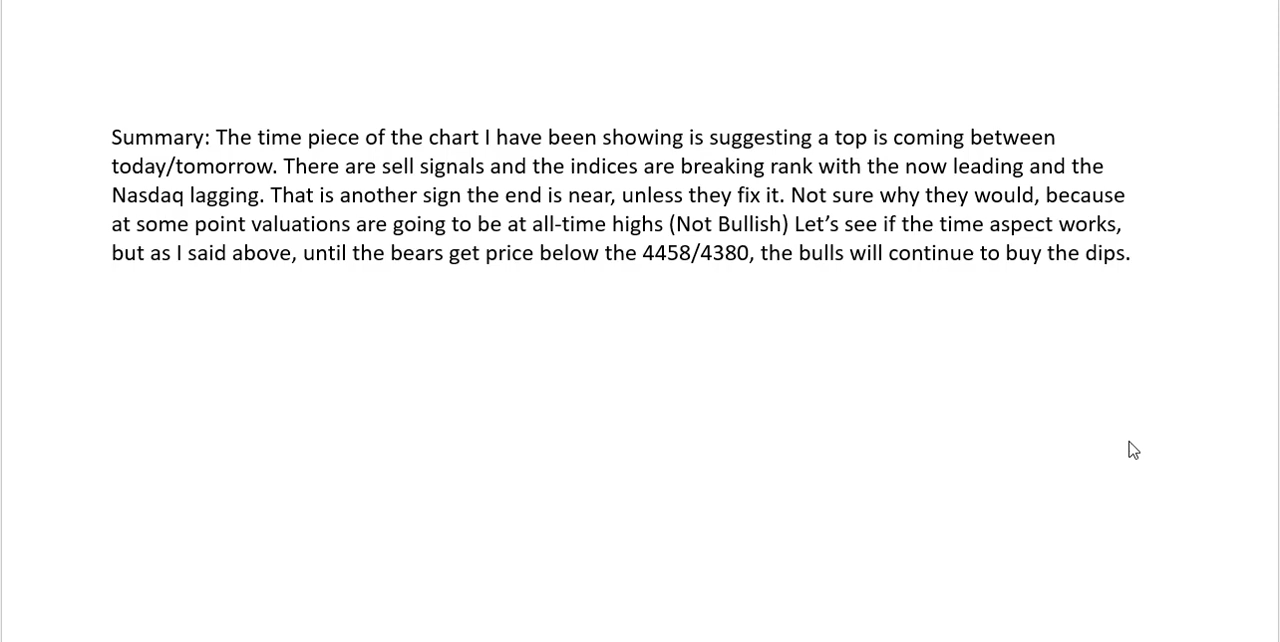 Summary: The time piece of the chart I have been showing is suggesting a top is coming between
today/tomorrow. There are sell signals and the indices are breaking rank with the now leading and the
Nasdaq lagging. That is another sign the end is near, unless they fix it. Not sure why they would, because
at some point valuations are going to be at all-time highs (Not Bullish) Let’s see if the time aspect works,
but as I said above, until the bears get price below the 4458/4380, the bulls will continue to buy the dips.